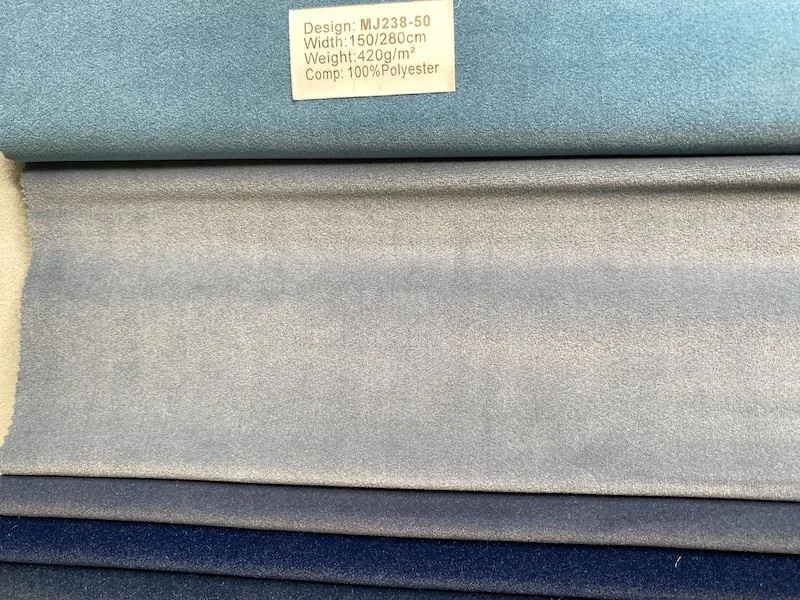 Design: MJ238-50
Width:150/280cm
Weight:420g/m²
Comp: 100%Polyester